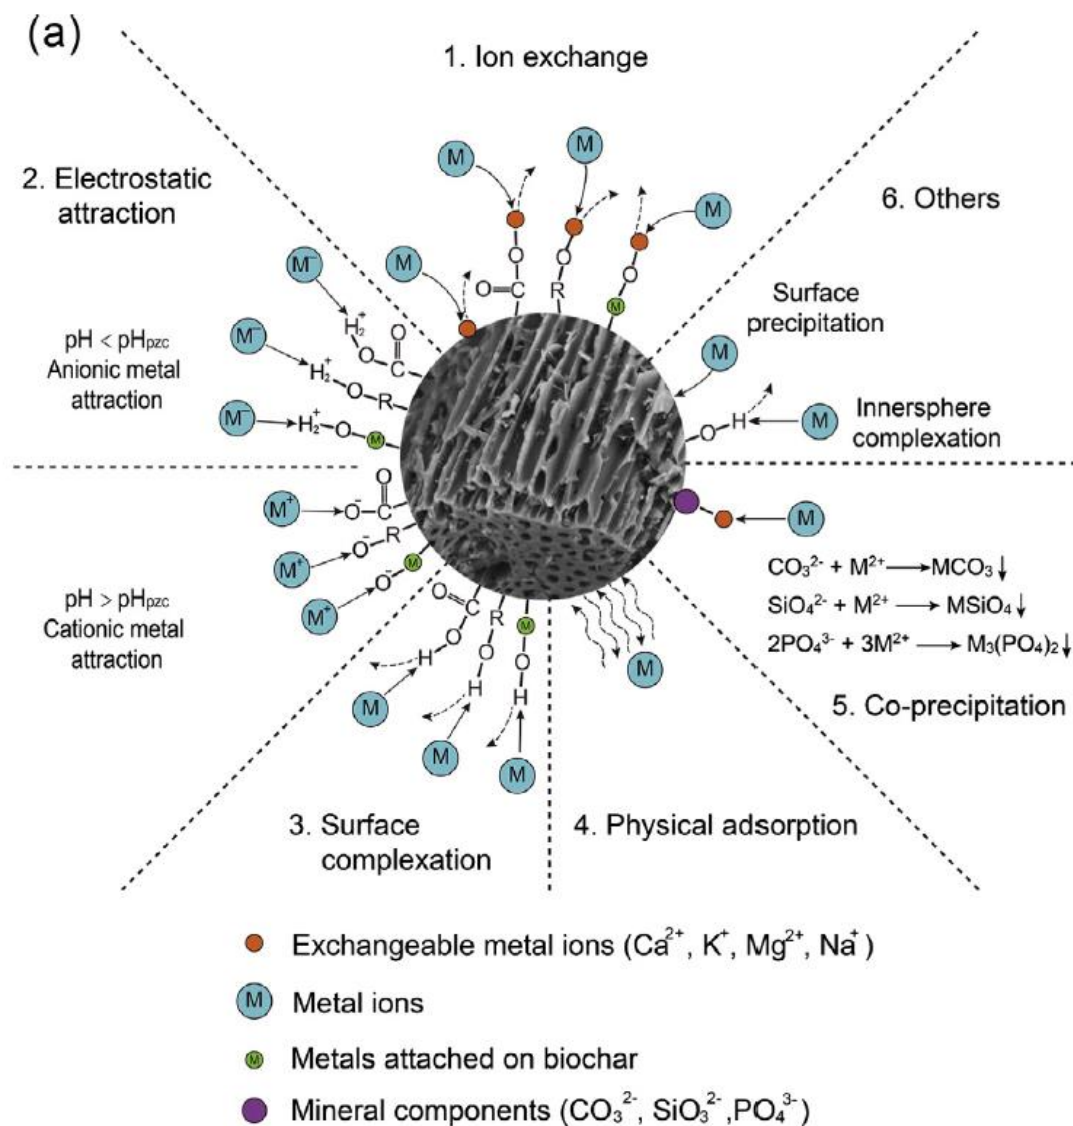 (a)
1. Ion exchange
2. Electrostatic
attraction
6. Others
M
M
M
M
O
O
O
M
O=C
R
M⁻
H₂⁺
O
C
O
Surface
precipitation
M
pH < pHpzc
Anionic metal
attraction
M⁻
H₂⁺
O
R
M⁻
H₂⁺
O
M
O
H
M
Innersphere
complexation
M⁺
O⁻
C
O
M⁺
O⁻
R
M⁺
O⁻
M
M
pH > pHpzc
Cationic metal
attraction
CO₃²⁻ + M²⁺ → MCO₃↓
SiO₄²⁻ + M²⁺ → MSiO₄↓
2PO₄³⁻ + 3M²⁺ → M₃(PO₄)₂↓
O
C
O
H
R
O
H
M
O
H
M
M
M
M
5. Co-precipitation
3. Surface
complexation
4. Physical adsorption
Exchangeable metal ions (Ca²⁺, K⁺, Mg²⁺, Na⁺)
M Metal ions
M Metals attached on biochar
Mineral components (CO₃²⁻, SiO₃²⁻,PO₄³⁻)